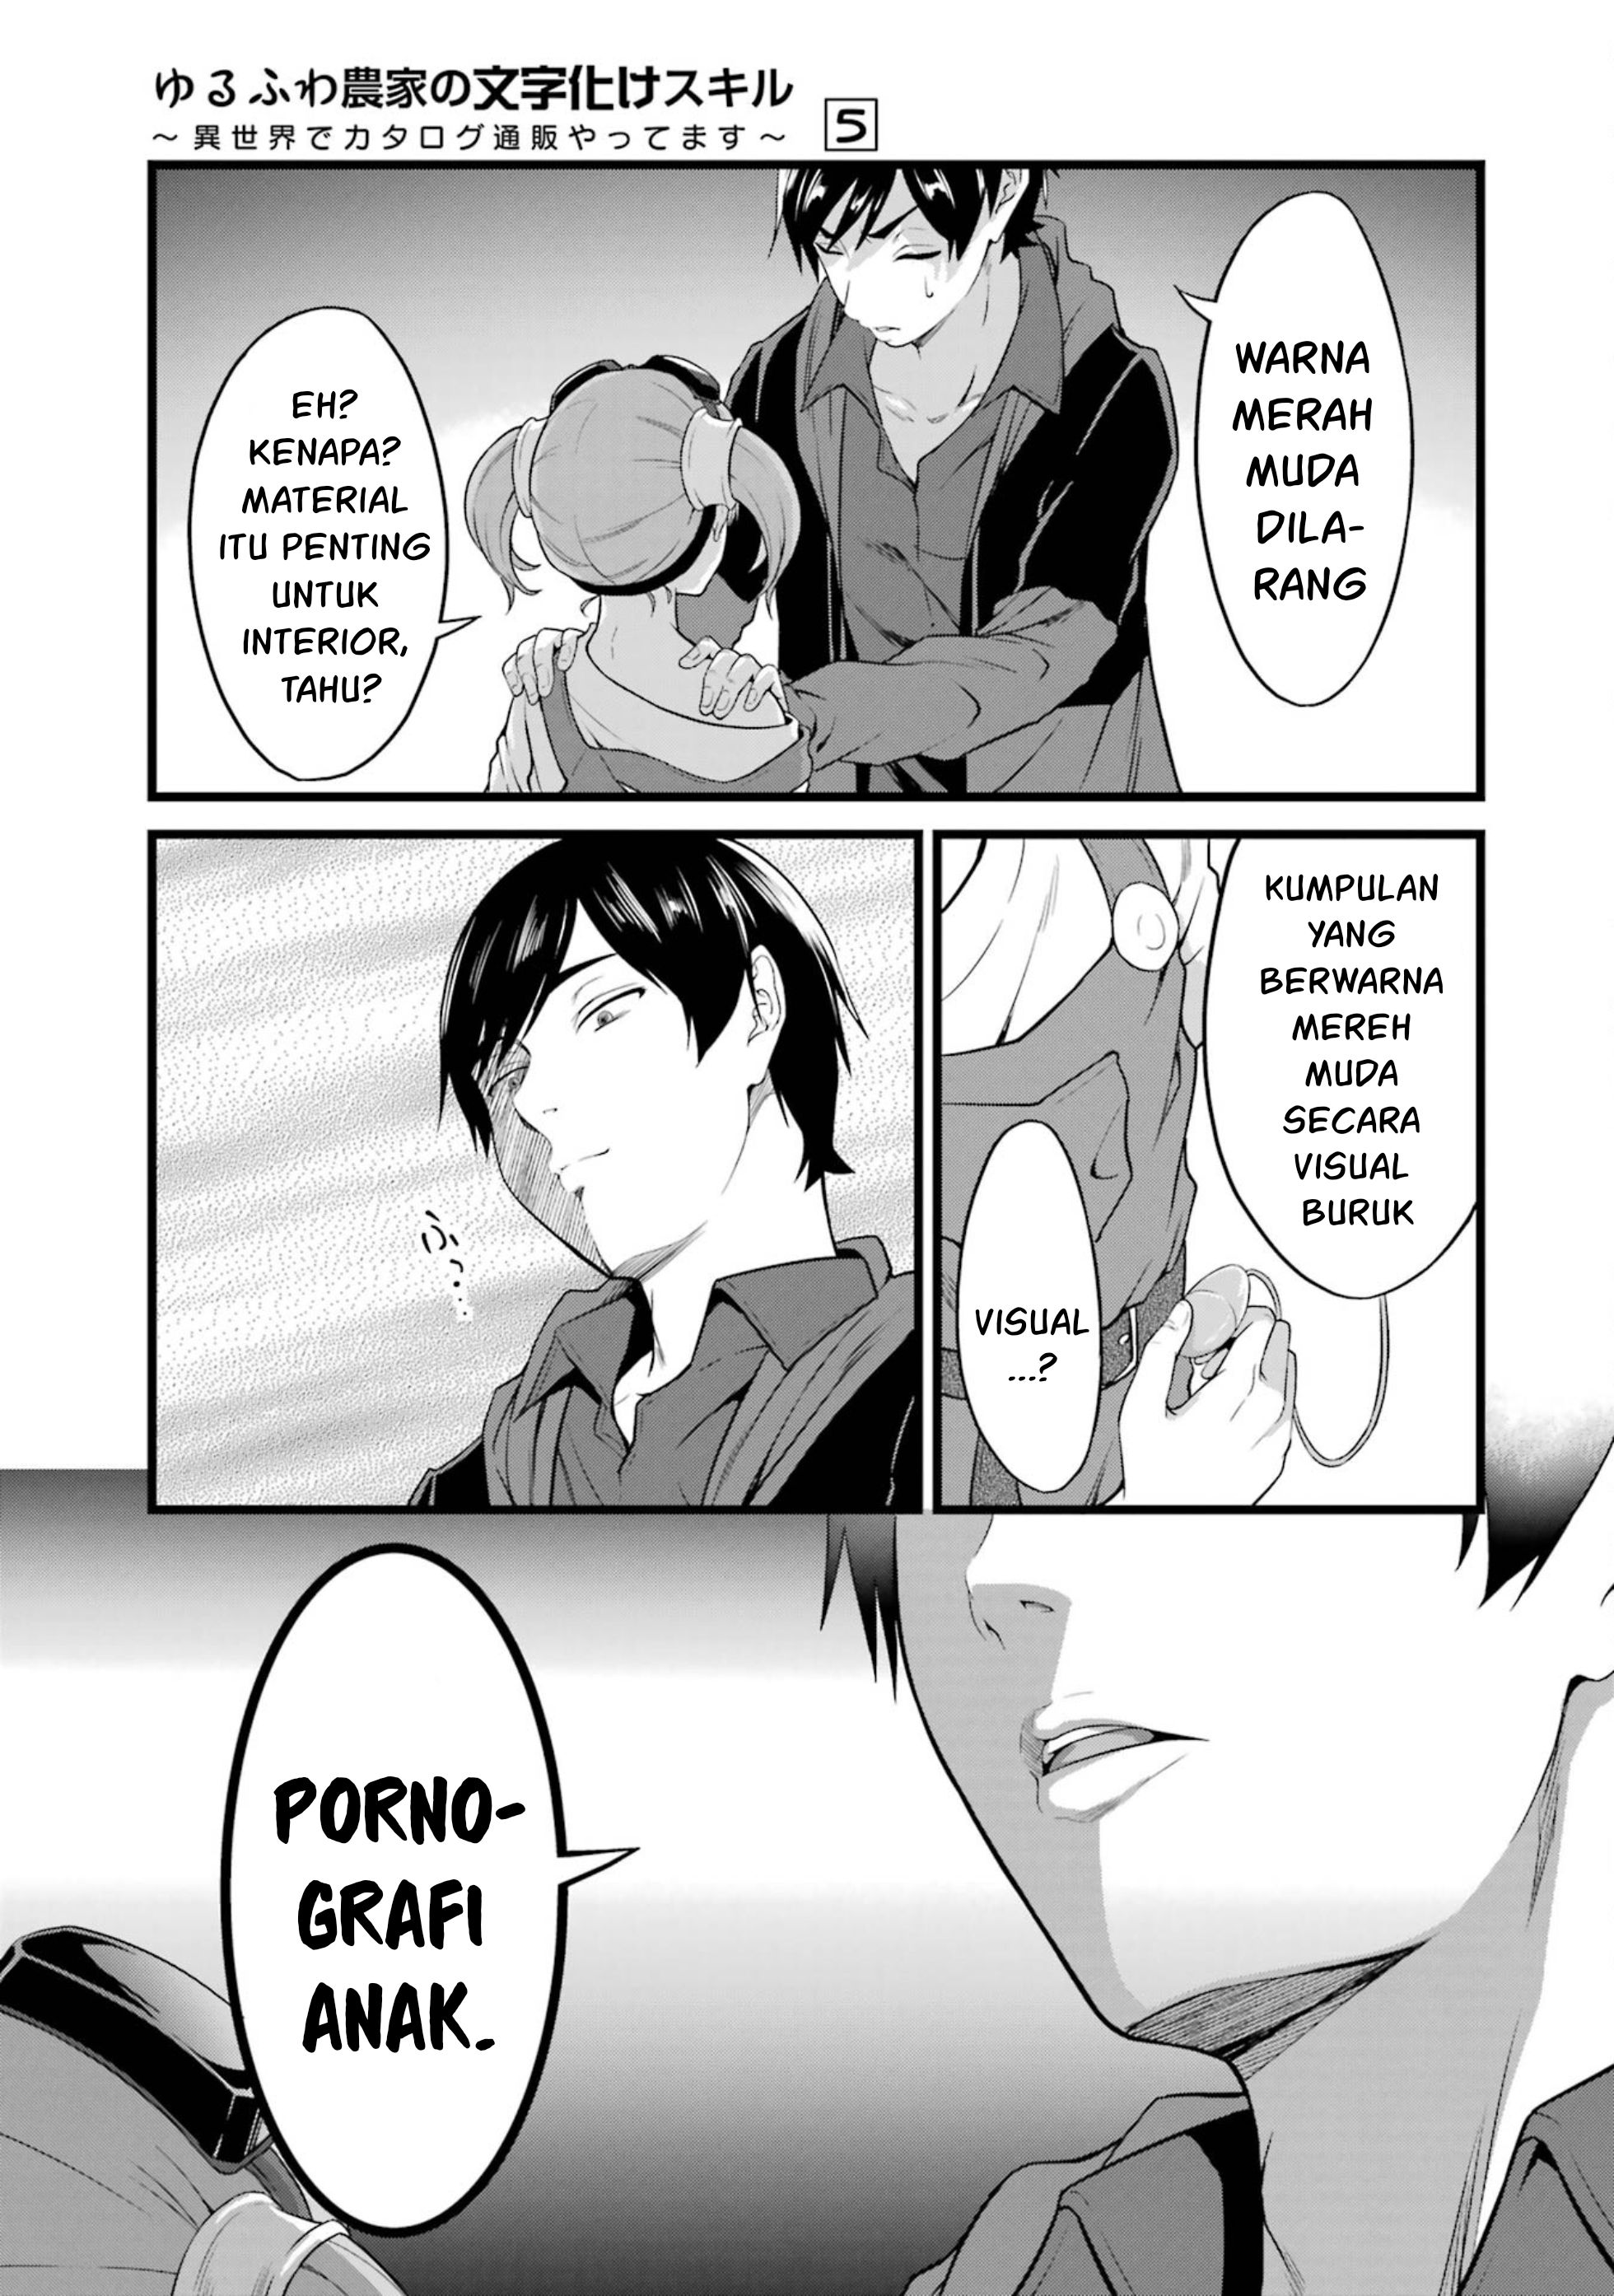 ゆるふわ農家の文字化けスキル
～異世界でカタログ通販やってます～ 5
WARNA
MERAH
MUDA
DILA-
RANG
EH?
KENAPA?
MATERIAL
ITU PENTING
UNTUK
INTERIOR,
TAHU?
KUMPULAN
YANG
BERWARNA
MEREH
MUDA
SECARA
VISUAL
BURUK
VISUAL
...?
ふっ…
PORNO-
GRAFI
ANAK.